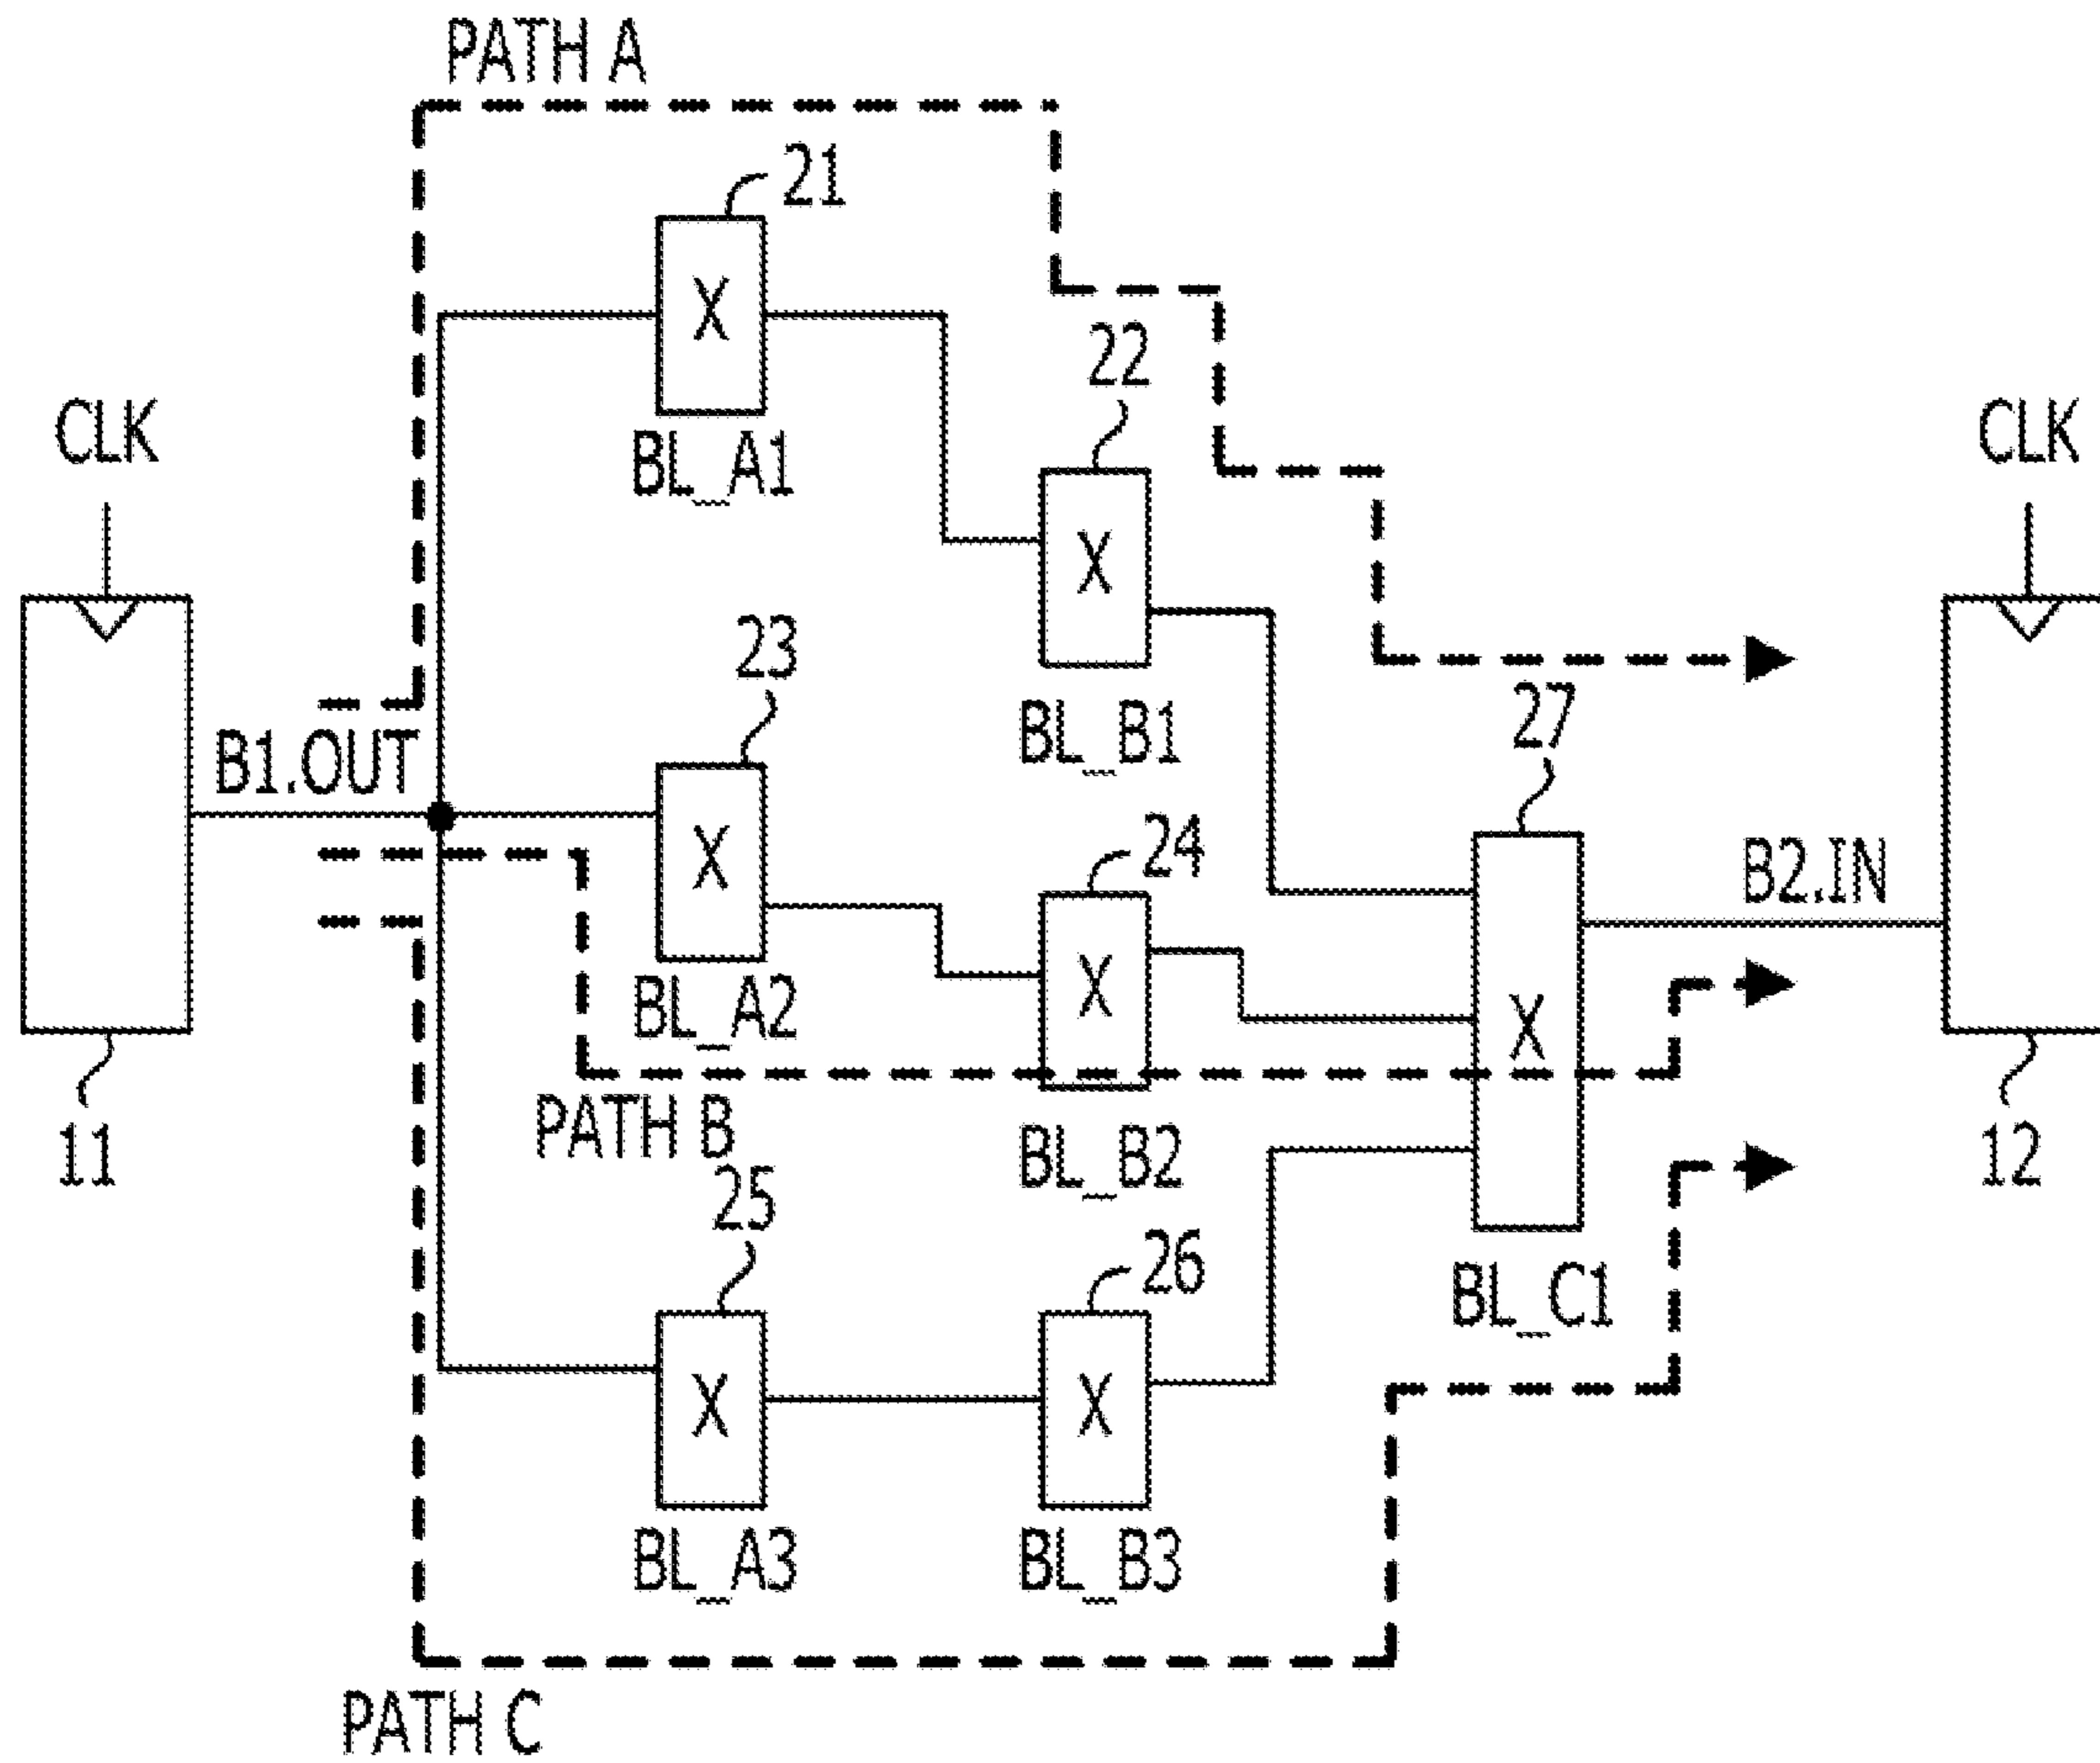 PATH A
21
X
BL_A1
22
X
BL_B1
CLK
CLK
B1.OUT
23
X
BL_A2
24
X
BL_B2
27
X
BL_C1
B2.IN
11
12
PATH B
25
X
BL_A3
26
X
BL_B3
PATH C